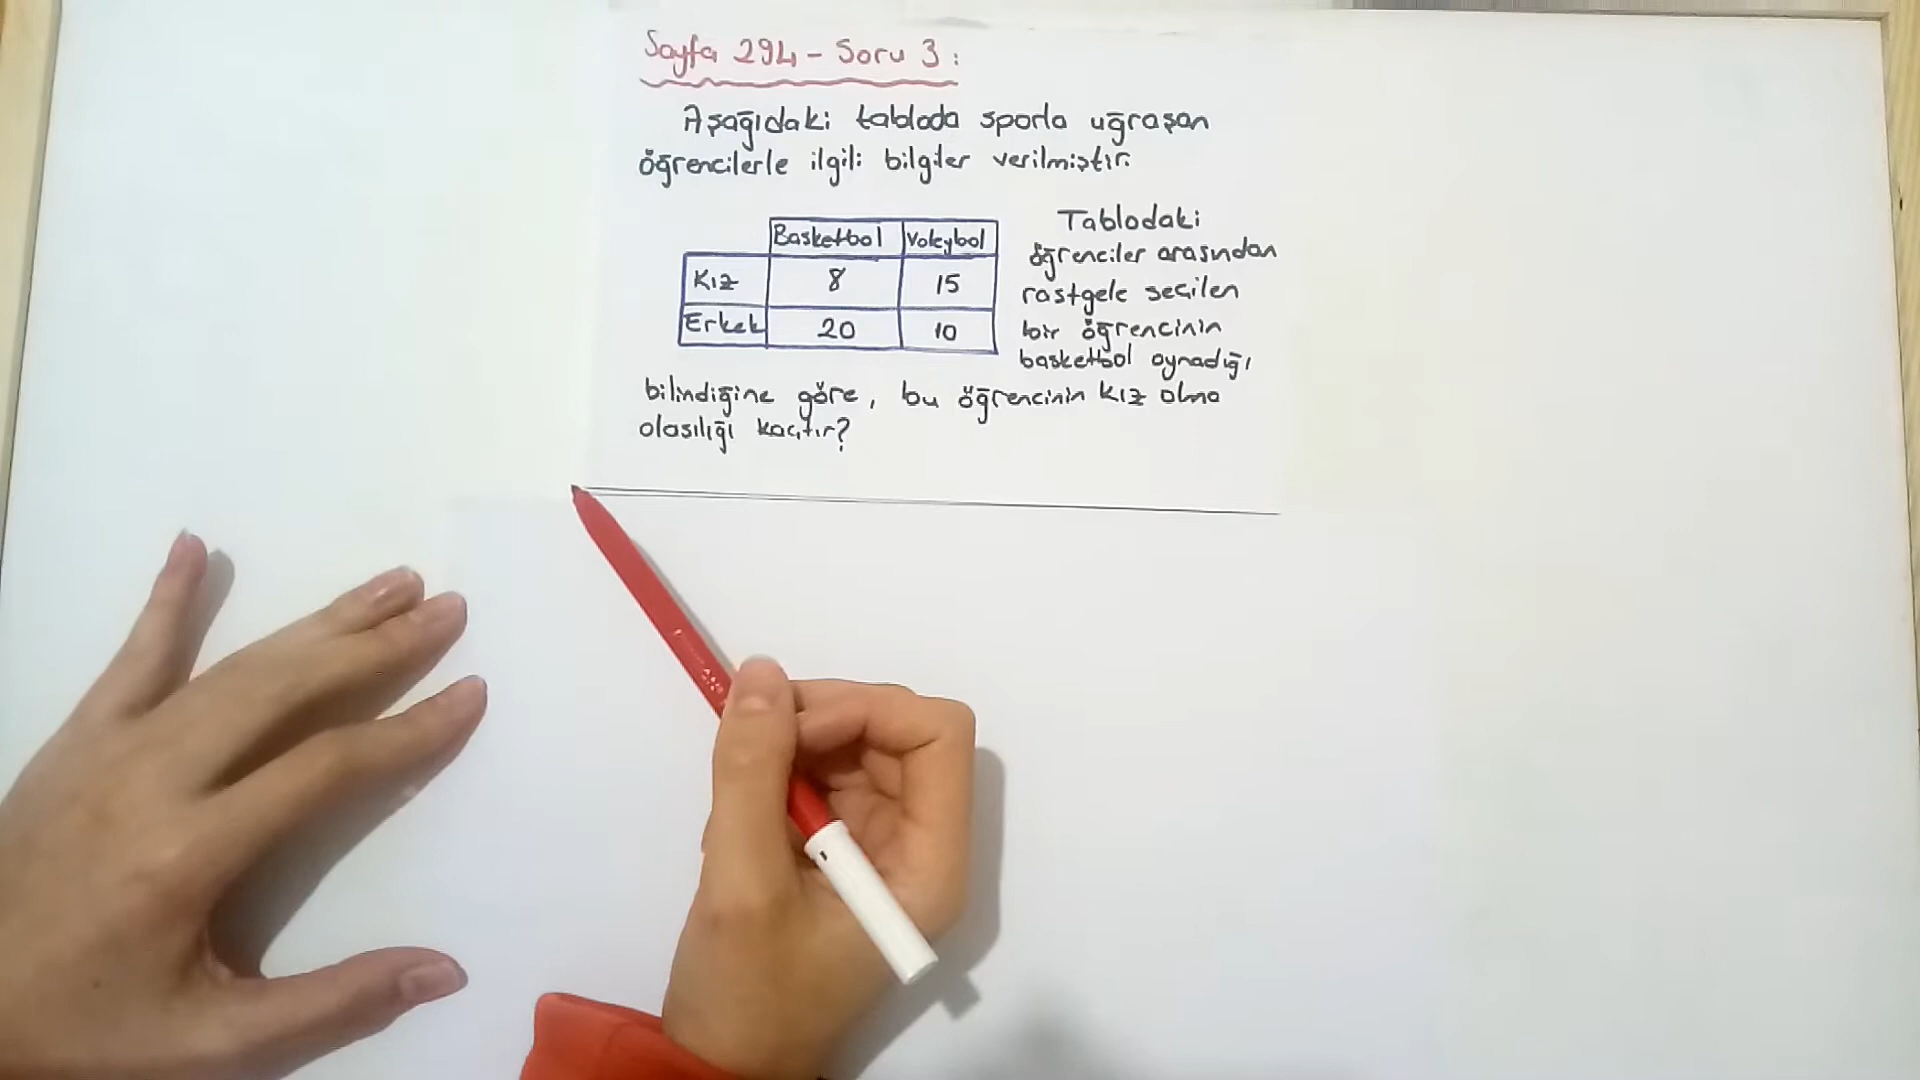 Sayfa 294 - Soru 3:
Aşağıdaki tabloda sporla uğraşan
öğrencilerle ilgili bilgiler verilmiştir.
Basketbol Voleybol
Kız 8 15
Erkek 20 10
Tablodaki
öğrenciler arasından
rastgele seçilen
bir öğrencinin
basketbol oynadığı
bilindiğine göre, bu öğrencinin kız olma
olasılığı kaçtır?